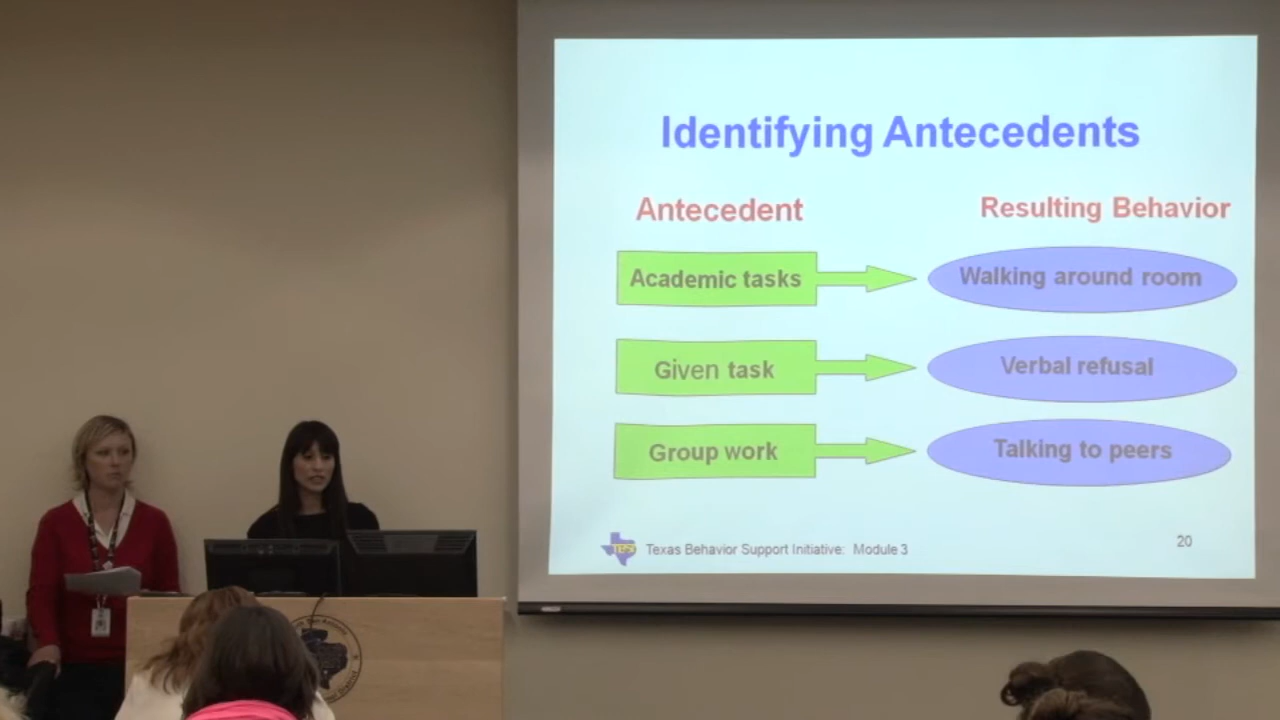 Identifying Antecedents
Antecedent
Resulting Behavior
Academic tasks
Walking around room
Given task
Verbal refusal
Group work
Talking to peers
Texas Behavior Support Initiative: Module 3
20